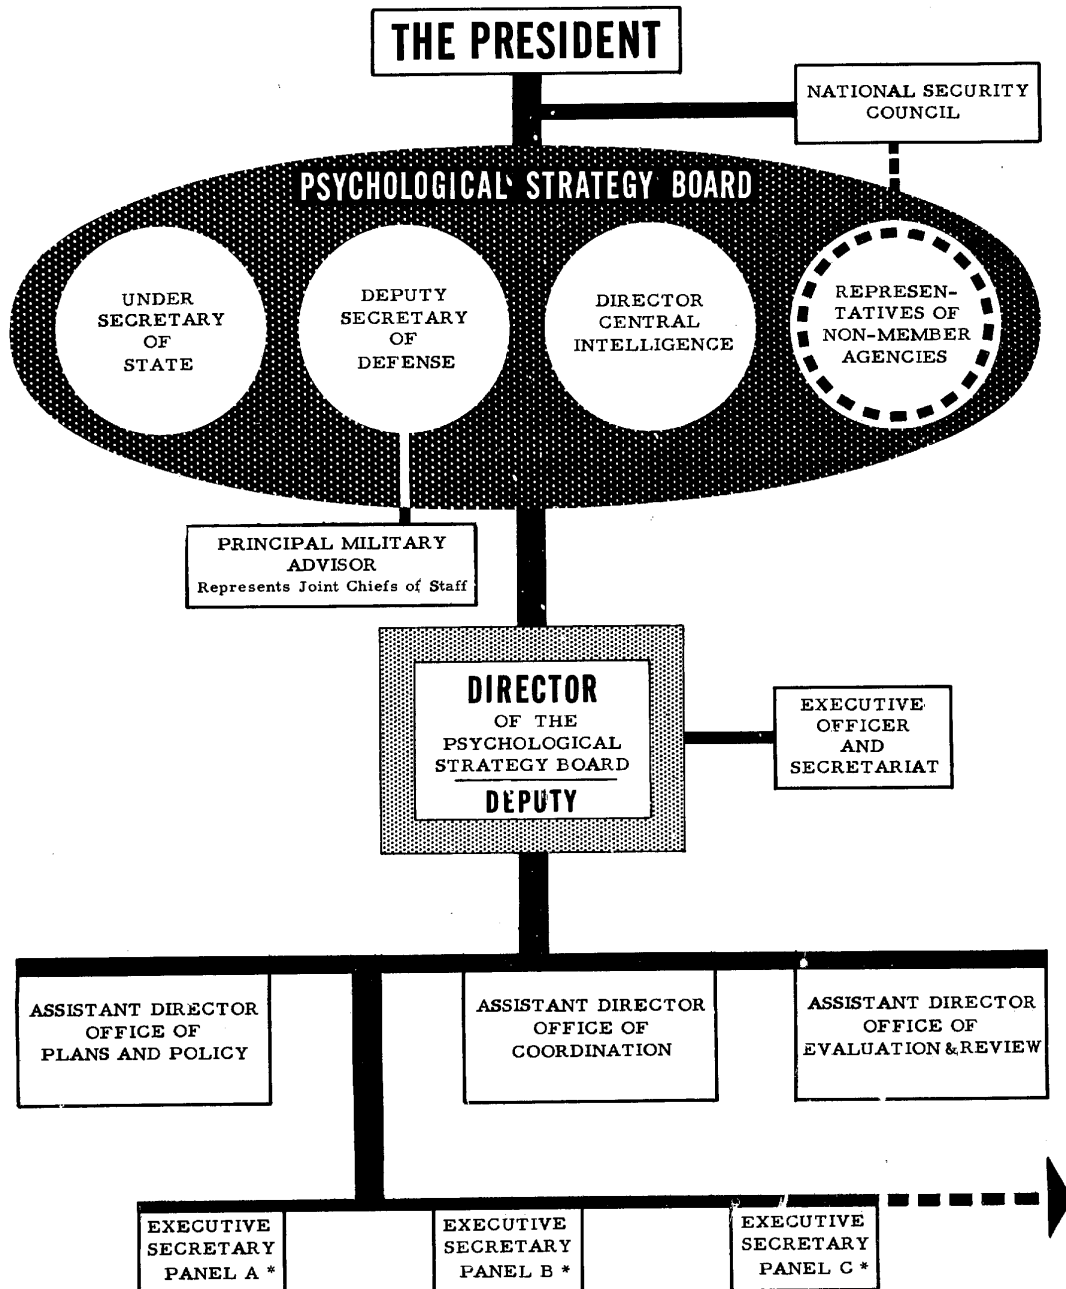 THE PRESIDENT
NATIONAL SECURITY
COUNCIL
PSYCHOLOGICAL STRATEGY BOARD
UNDER
SECRETARY
OF
STATE
DEPUTY
SECRETARY
OF
DEFENSE
DIRECTOR
CENTRAL
INTELLIGENCE
REPRESEN-
TATIVES OF
NON-MEMBER
AGENCIES
PRINCIPAL MILITARY
ADVISOR
Represents Joint Chiefs of Staff
DIRECTOR
OF THE
PSYCHOLOGICAL
STRATEGY BOARD
DEPUTY
EXECUTIVE
OFFICER
AND
SECRETARIAT
ASSISTANT DIRECTOR
OFFICE OF
PLANS AND POLICY
ASSISTANT DIRECTOR
OFFICE OF
COORDINATION
ASSISTANT DIRECTOR
OFFICE OF
EVALUATION & REVIEW
EXECUTIVE
SECRETARY
PANEL A *
EXECUTIVE
SECRETARY
PANEL B *
EXECUTIVE
SECRETARY
PANEL C *